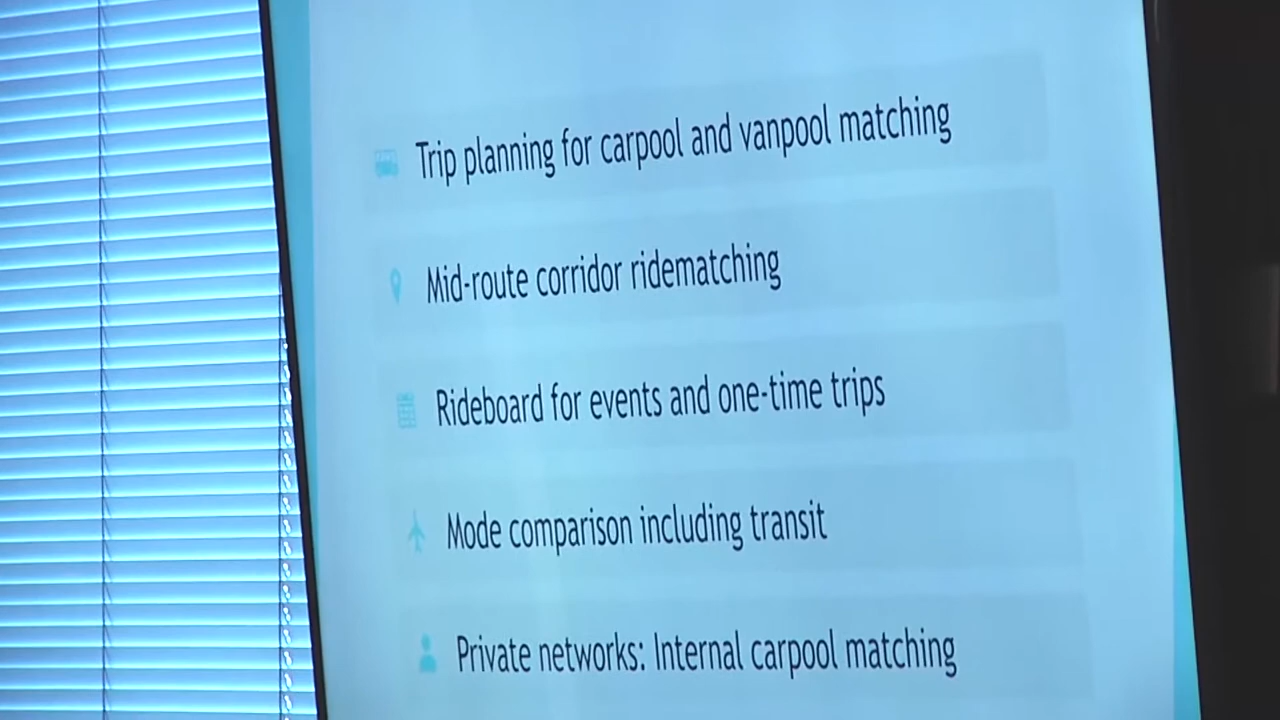 Trip planning for carpool and vanpool matching
Mid-route corridor ridematching
Rideboard for events and one-time trips
Mode comparison including transit
Private networks: Internal carpool matching